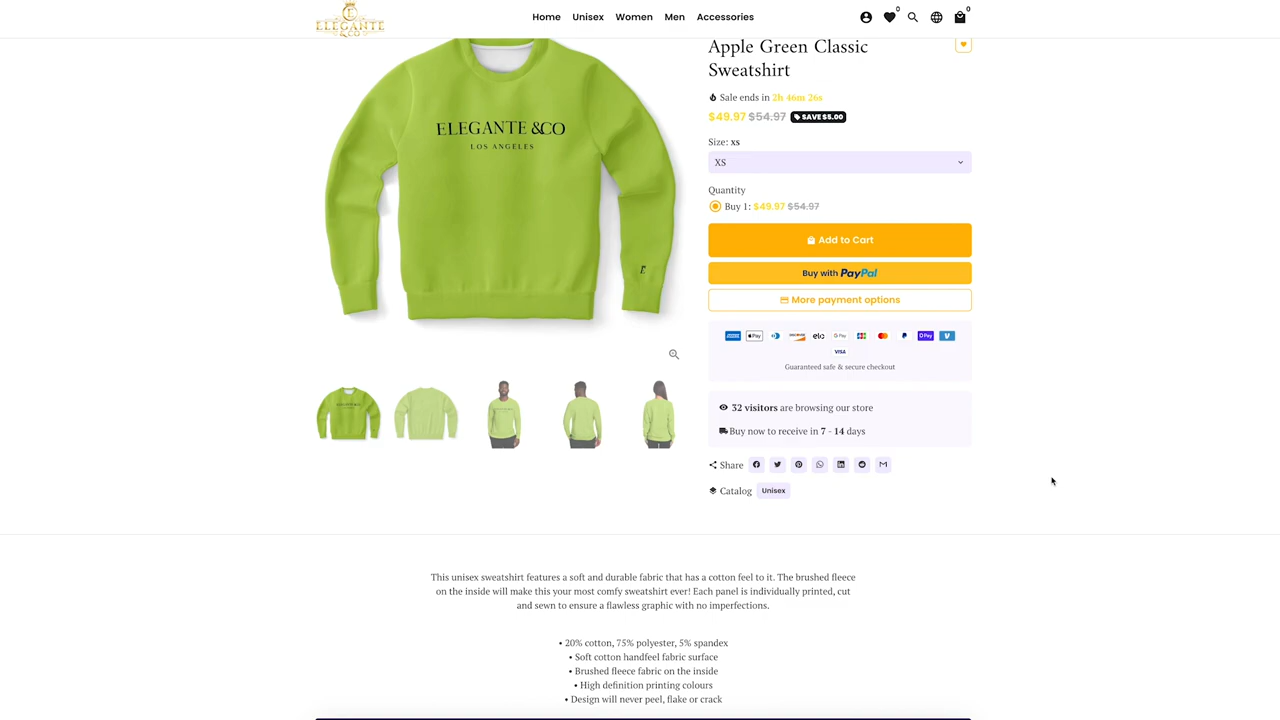 ELEGANTE
&CO
Home Unisex Women Men Accessories
0
0
Apple Green Classic
Sweatshirt
Sale ends in 2h 46m 26s
$49.97 $54.97 SAVE $5.00
Size: XS
XS
Quantity
Buy 1: $49.97 $54.97
Add to Cart
Buy with PayPal
More payment options
VISA
Guaranteed safe & secure checkout
32 visitors are browsing our store
Buy now to receive in 7 - 14 days
Share
Catalog Unisex
ELEGANTE &CO
LOS ANGELES
This unisex sweatshirt features a soft and durable fabric that has a cotton feel to it. The brushed fleece
on the inside will make this your most comfy sweatshirt ever! Each panel is individually printed, cut
and sewn to ensure a flawless graphic with no imperfections.
• 20% cotton, 75% polyester, 5% spandex
• Soft cotton handfeel fabric surface
• Brushed fleece fabric on the inside
• High definition printing colours
• Design will never peel, flake or crack